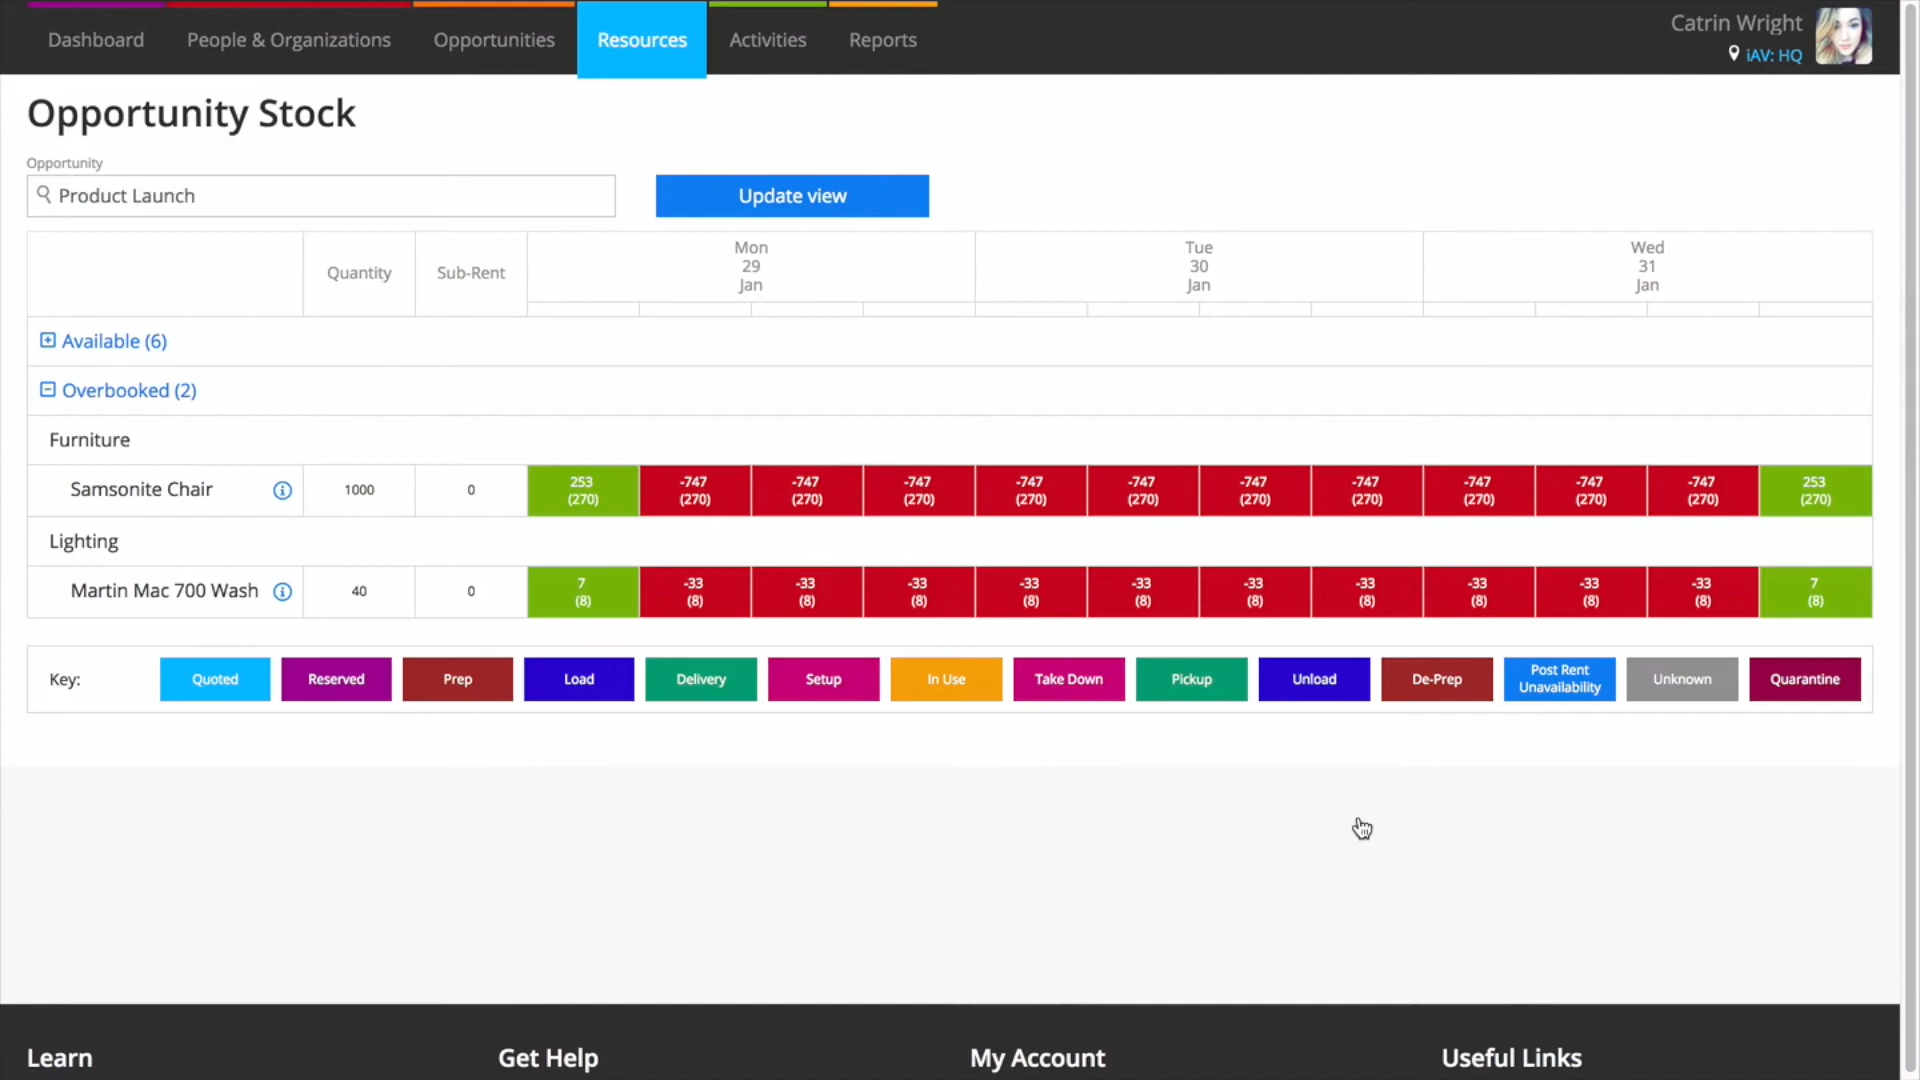 Dashboard People & Organizations Opportunities Resources Activities Reports
Catrin Wright
iAV: HQ
Opportunity Stock
Opportunity
Product Launch
Update view
Quantity Sub-Rent
Mon
29
Jan
Tue
30
Jan
Wed
31
Jan
Available (6)
Overbooked (2)
Furniture
Samsonite Chair 1000 0
253 -747 -747 -747 -747 -747 -747 -747 -747 -747 -747 253
(270) (270) (270) (270) (270) (270) (270) (270) (270) (270) (270) (270)
Lighting
Martin Mac 700 Wash 40 0
7 -33 -33 -33 -33 -33 -33 -33 -33 -33 -33 7
(8) (8) (8) (8) (8) (8) (8) (8) (8) (8) (8) (8)
Key: Quoted Reserved Prep Load Delivery Setup In Use Take Down Pickup Unload De-Prep Post Rent Unavailability Unknown Quarantine
Learn Get Help My Account Useful Links